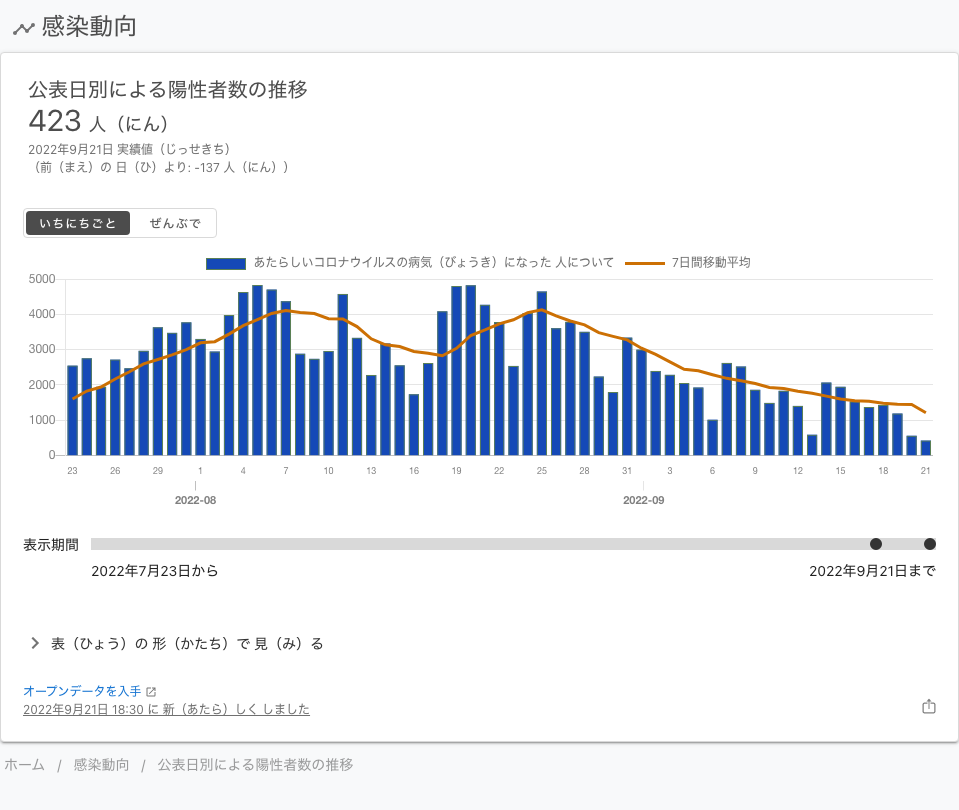 感染動向
公表日別による陽性者数の推移
423 人（にん）
2022年9月21日 実績値（じっせきち）
（前（まえ）の 日（ひ）より: -137 人（にん））
いちにちごと ぜんぶで
あたらしいコロナウイルスの病気（びょうき）になった 人について 7日間移動平均
5000
4000
3000
2000
1000
0
23 26 29 1 4 7 10 13 16 19 22 25 28 31 3 6 9 12 15 18 21
2022-08 2022-09
表示期間
2022年7月23日から 2022年9月21日まで
表（ひょう）の 形（かたち）で 見（み）る
オープンデータを入手
2022年9月21日 18:30 に 新（あたら）しく しました
ホーム / 感染動向 / 公表日別による陽性者数の推移